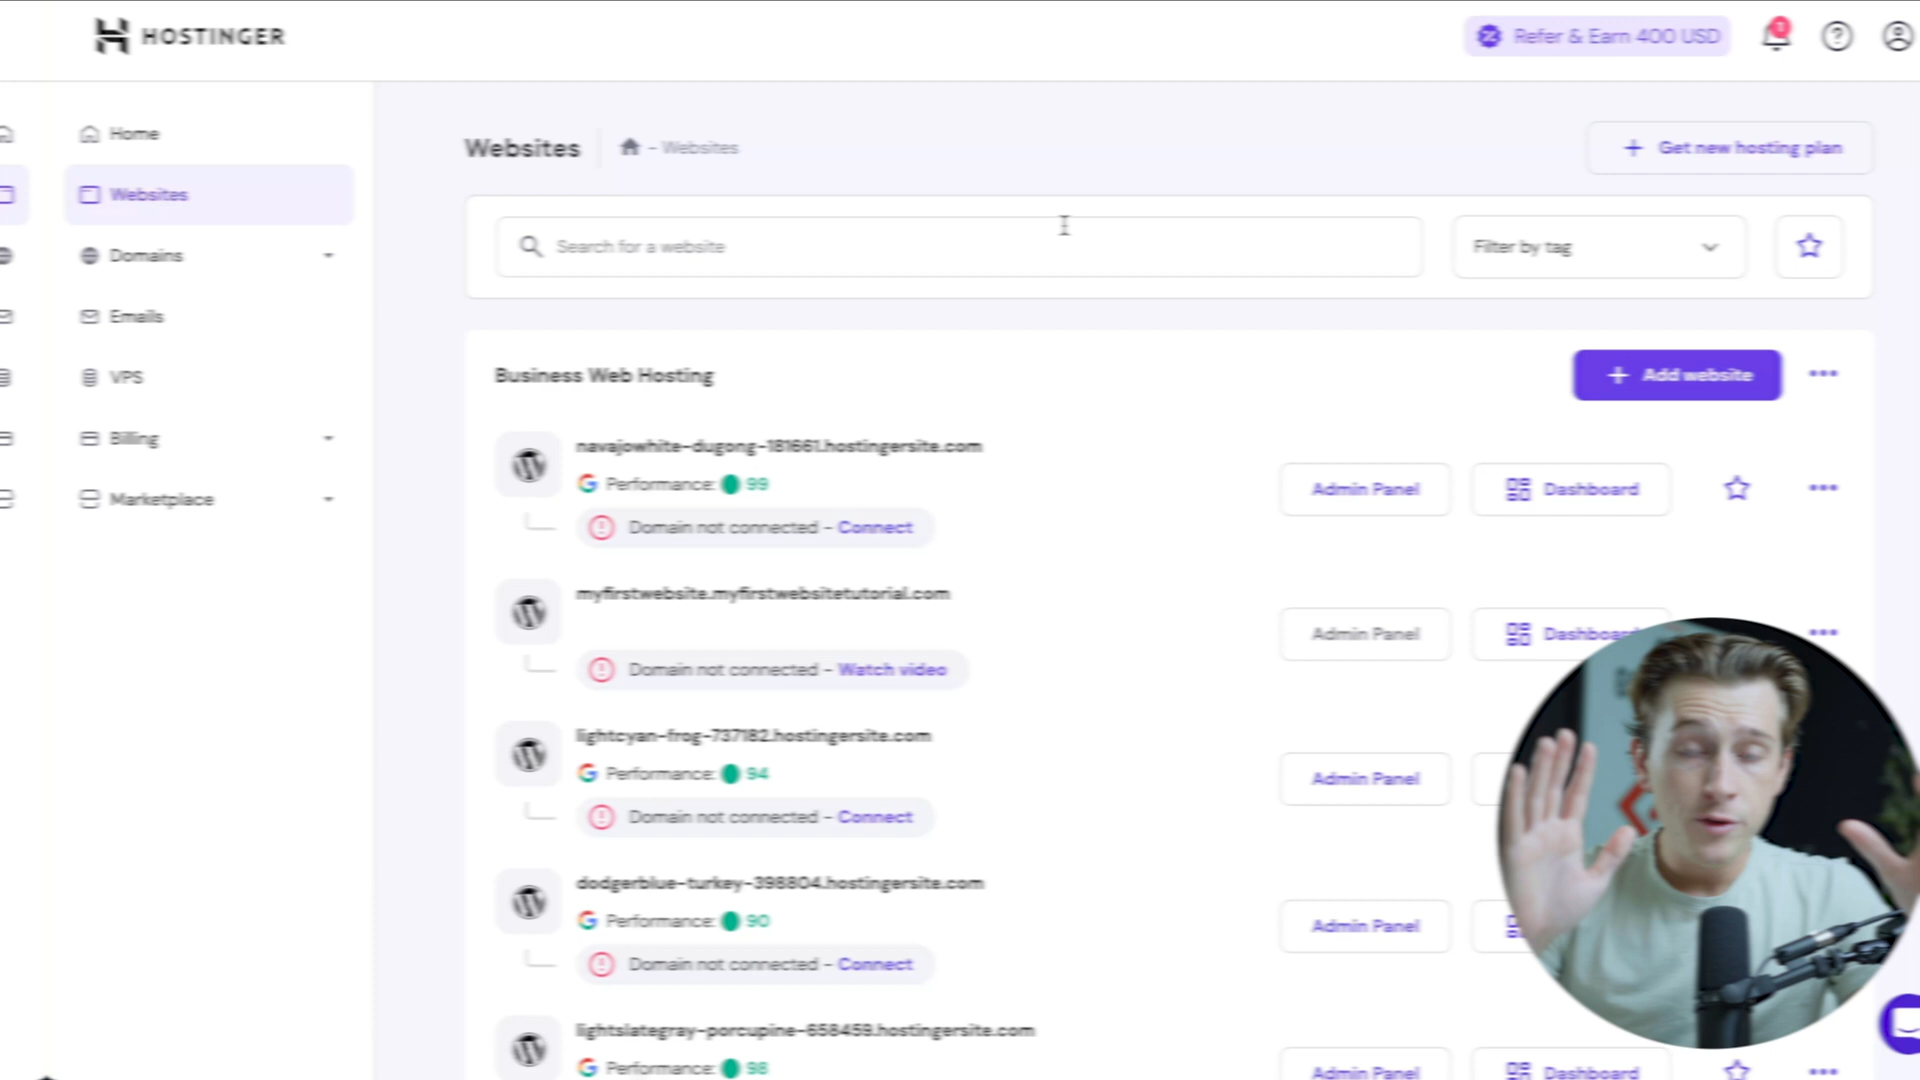 HOSTINGER
Refer & Earn 400 USD
Home
Websites
Domains
Emails
VPS
Billing
Marketplace
Websites
- Websites
+ Get new hosting plan
Search for a website
Filter by tag
Business Web Hosting
+ Add website
navajowhite-dugong-181661.hostingersite.com
Performance: 99
Domain not connected - Connect
Admin Panel
Dashboard
myfirstwebsite.myfirstwebsitetutorial.com
Domain not connected - Watch video
Admin Panel
Dashboard
lightcyan-frog-737182.hostingersite.com
Performance: 94
Domain not connected - Connect
Admin Panel
dodgerblue-turkey-398804.hostingersite.com
Performance: 90
Domain not connected - Connect
Admin Panel
lightslategray-porcupine-658459.hostingersite.com
Performance: 98
Admin Panel
Dashboard